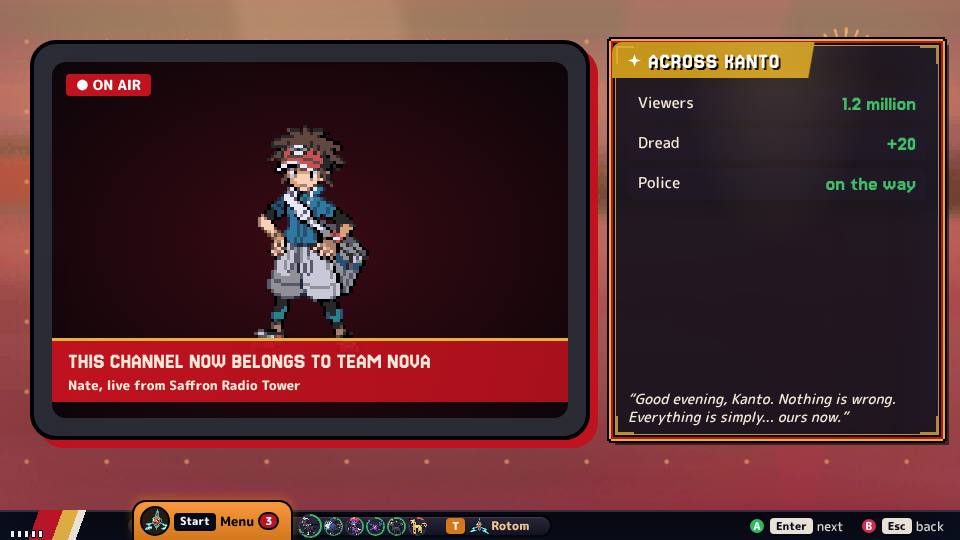 ON AIR
THIS CHANNEL NOW BELONGS TO TEAM NOVA
Nate, live from Saffron Radio Tower
ACROSS KANTO
Viewers 1.2 million
Dread +20
Police on the way
“Good evening, Kanto. Nothing is wrong.
Everything is simply... ours now.”
Start Menu 3
T Rotom
A Enter next B Esc back